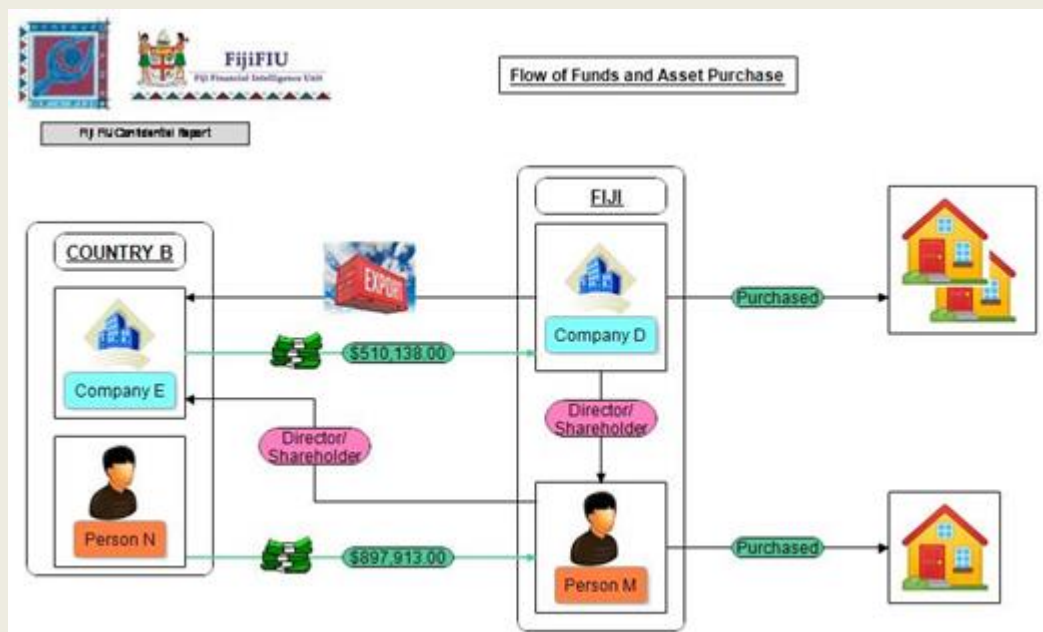 FijiFIU
Fiji Financial Intelligence Unit
Flow of Funds and Asset Purchase
Fiji FIU Confidential Report
FIJI
COUNTRY B
EXPORT
Company D
Purchased
$510,138.00
Company E
Director/
Shareholder
Director/
Shareholder
Person N
$897,913.00
Person M
Purchased